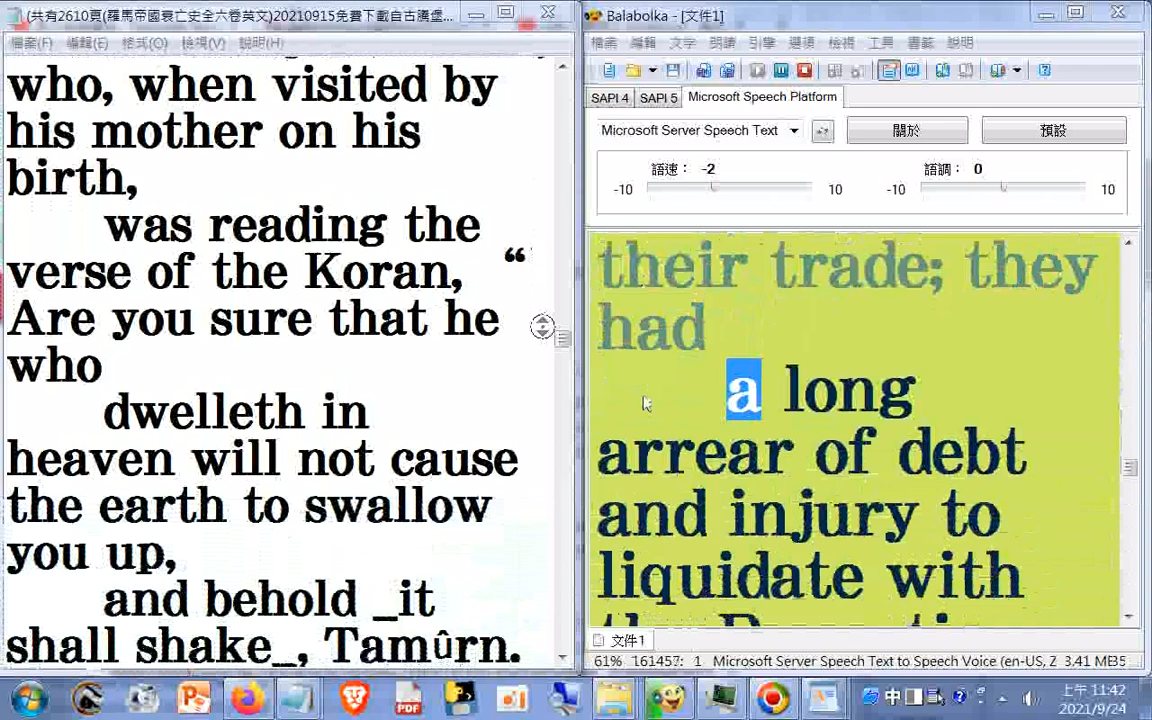 (共有2610頁(羅馬帝國衰亡史全六卷英文)20210915免費下載自古騰堡...
檔案(F) 編輯(E) 格式(O) 檢視(V) 說明(H)
who, when visited by
his mother on his
birth,
was reading the
verse of the Koran, “
Are you sure that he
who
dwelleth in
heaven will not cause
the earth to swallow
you up,
and behold _it
shall shake_, Tamûrn.
Balabolka - [文件1]
檔案 編輯 文字 朗讀 引擎 選項 檢視 工具 書籤 說明
SAPI 4 SAPI 5 Microsoft Speech Platform
Microsoft Server Speech Text 關於 預設
語速: -2 語調: 0
-10 10 -10 10
their trade; they
had
a long
arrear of debt
and injury to
liquidate with
文件1
61% 161457: 1 Microsoft Server Speech Text to Speech Voice (en-US, Z 3.41 MB
中
上午 11:42
2021/9/24